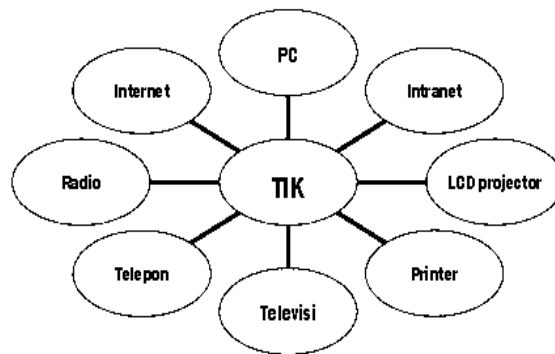 PC
Internet
Intranet
Radio
TIK
LCD projector
Telepon
Printer
Televisi